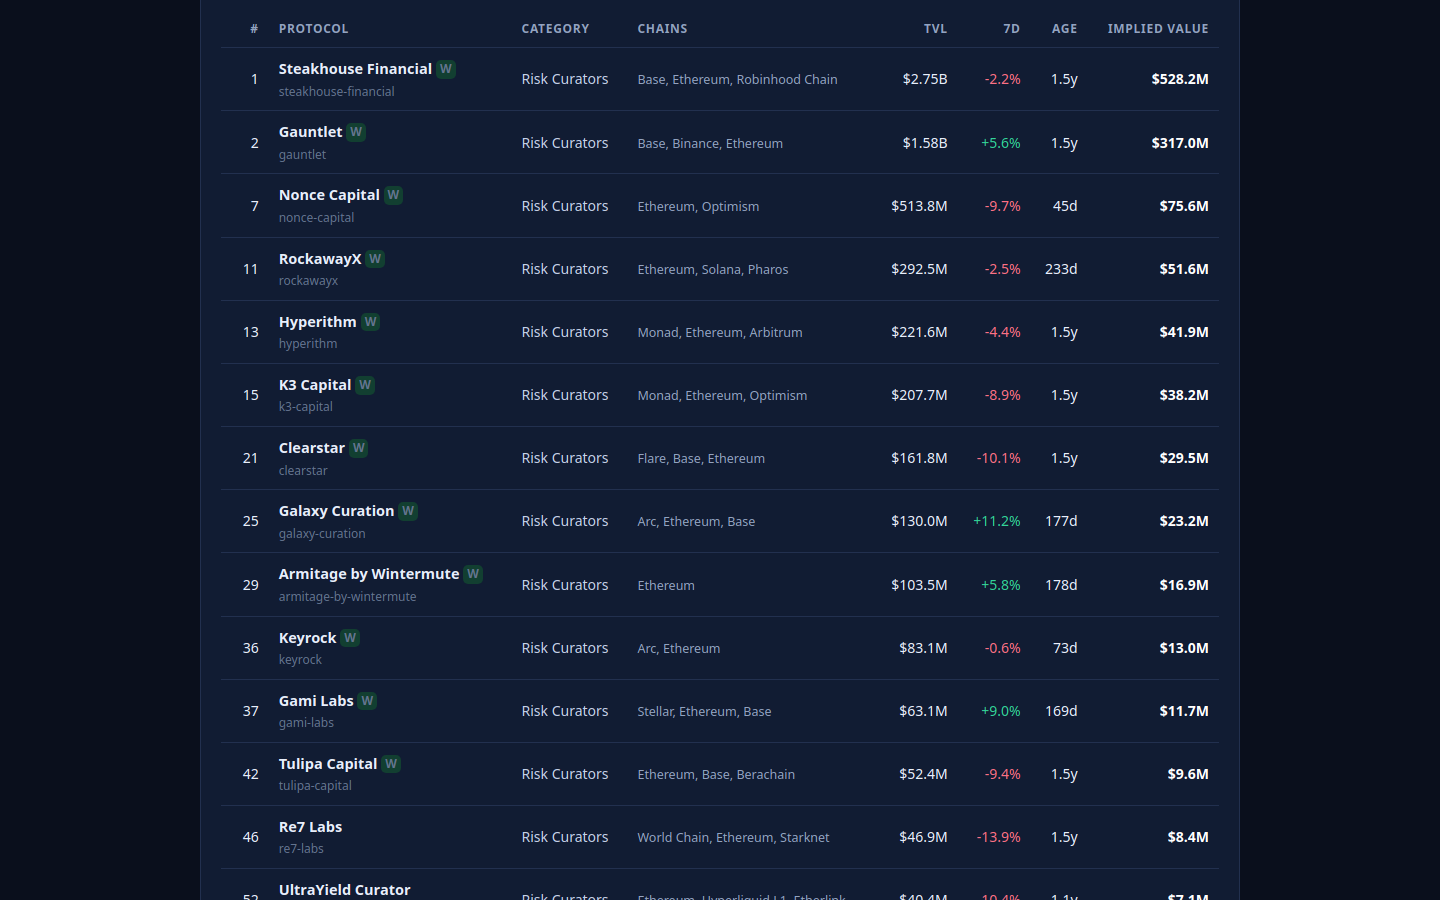 # PROTOCOL CATEGORY CHAINS TVL 7D AGE IMPLIED VALUE
1 Steakhouse Financial W Risk Curators Base, Ethereum, Robinhood Chain $2.75B -2.2% 1.5y $528.2M
steakhouse-financial
2 Gauntlet W Risk Curators Base, Binance, Ethereum $1.58B +5.6% 1.5y $317.0M
gauntlet
7 Nonce Capital W Risk Curators Ethereum, Optimism $513.8M -9.7% 45d $75.6M
nonce-capital
11 RockawayX W Risk Curators Ethereum, Solana, Pharos $292.5M -2.5% 233d $51.6M
rockawayx
13 Hyperithm W Risk Curators Monad, Ethereum, Arbitrum $221.6M -4.4% 1.5y $41.9M
hyperithm
15 K3 Capital W Risk Curators Monad, Ethereum, Optimism $207.7M -8.9% 1.5y $38.2M
k3-capital
21 Clearstar W Risk Curators Flare, Base, Ethereum $161.8M -10.1% 1.5y $29.5M
clearstar
25 Galaxy Curation W Risk Curators Arc, Ethereum, Base $130.0M +11.2% 177d $23.2M
galaxy-curation
29 Armitage by Wintermute W Risk Curators Ethereum $103.5M +5.8% 178d $16.9M
armitage-by-wintermute
36 Keyrock W Risk Curators Arc, Ethereum $83.1M -0.6% 73d $13.0M
keyrock
37 Gami Labs W Risk Curators Stellar, Ethereum, Base $63.1M +9.0% 169d $11.7M
gami-labs
42 Tulipa Capital W Risk Curators Ethereum, Base, Berachain $52.4M -9.4% 1.5y $9.6M
tulipa-capital
46 Re7 Labs Risk Curators World Chain, Ethereum, Starknet $46.9M -13.9% 1.5y $8.4M
re7-labs
UltraYield Curator Risk Curators Ethereum, Hyperliquid L1, Etherlink